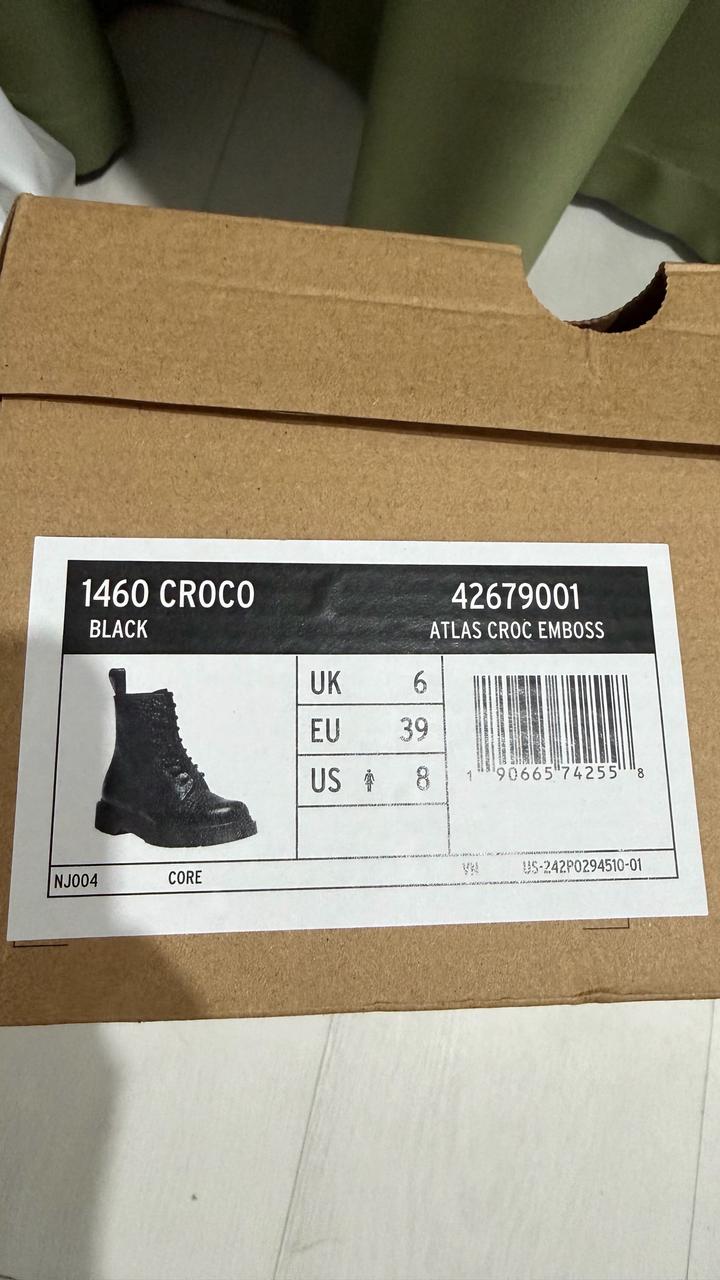 1460 CROCO 42679001
BLACK ATLAS CROC EMBOSS
UK 6
EU 39
US 8
1 90665 74255 8
NJ004 CORE VN US-242P0294510-01